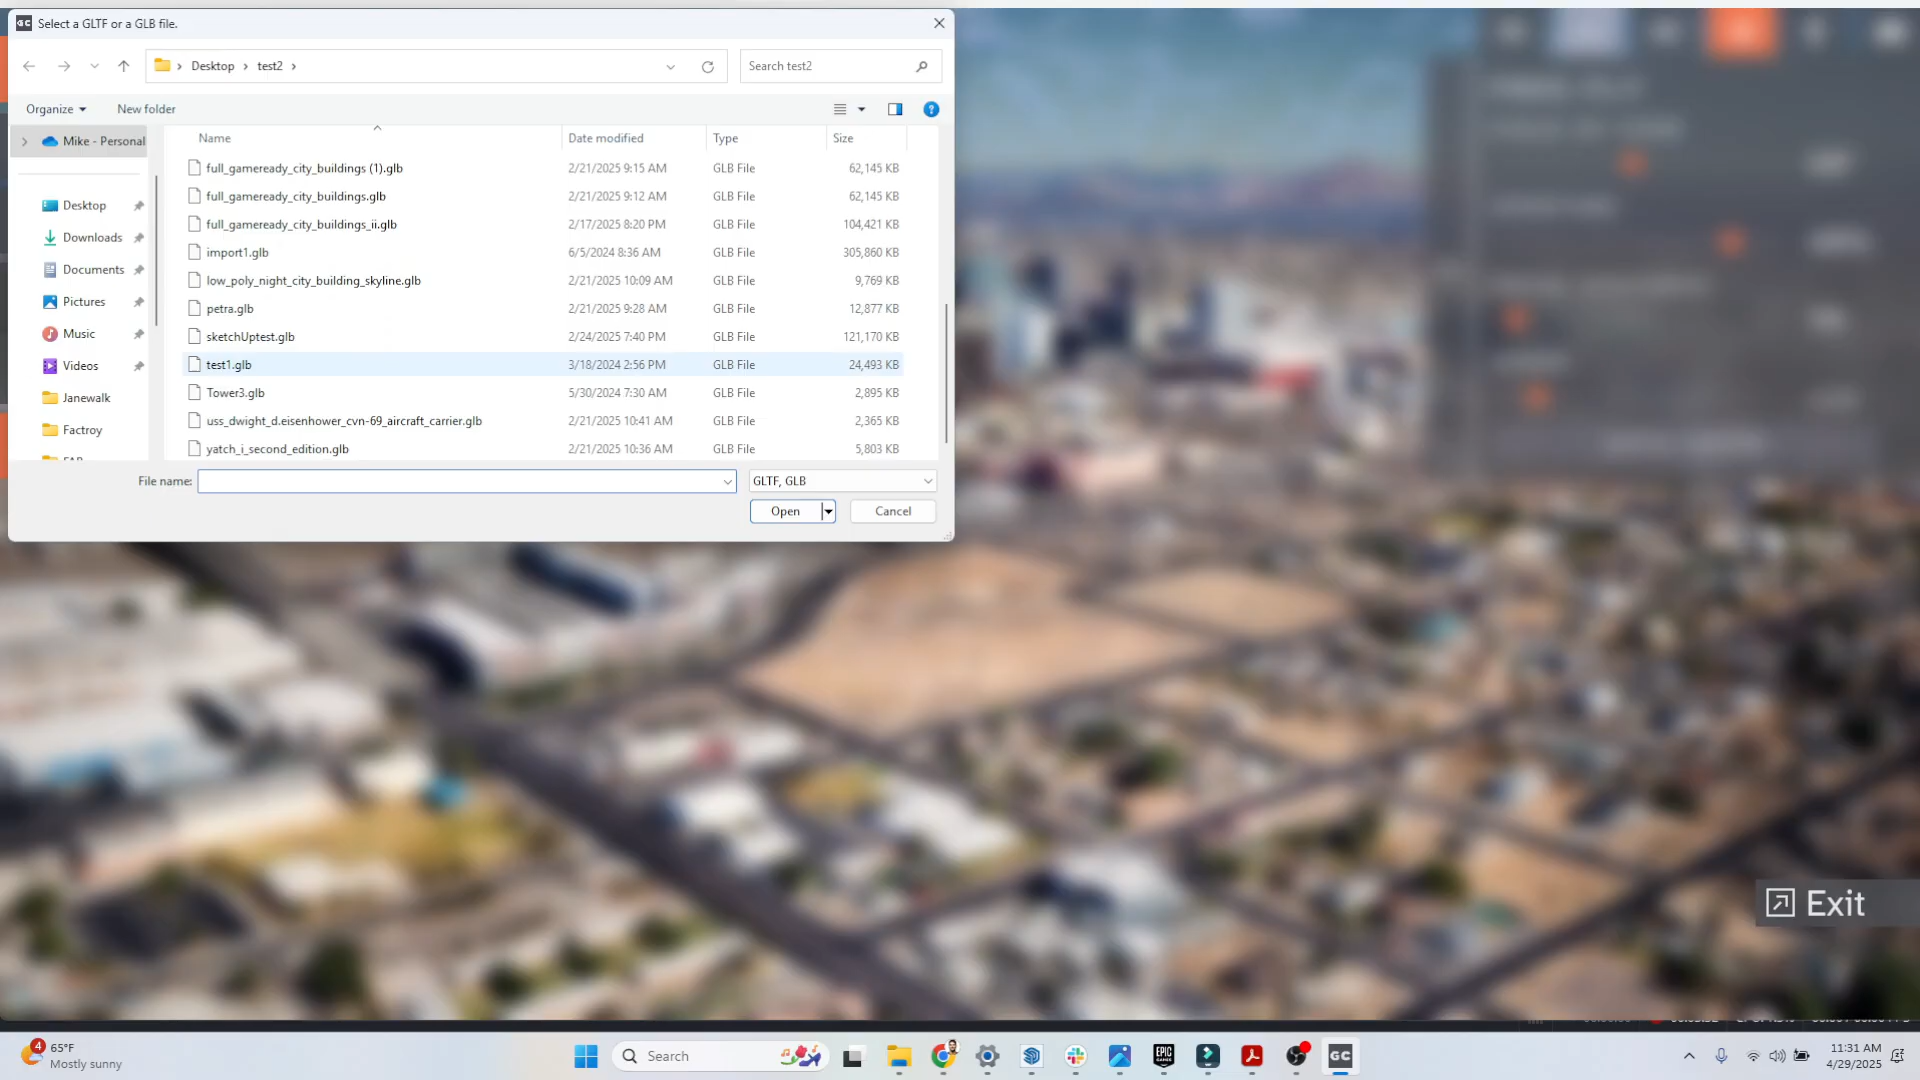 GC Select a GLTF or a GLB file.
Desktop > test2 >
Search test2
Organize New folder
Mike - Personal
Desktop
Downloads
Documents
Pictures
Music
Videos
Janewalk
Factroy
Name Date modified Type Size
full_gameready_city_buildings (1).glb 2/21/2025 9:15 AM GLB File 62,145 KB
full_gameready_city_buildings.glb 2/21/2025 9:12 AM GLB File 62,145 KB
full_gameready_city_buildings_ii.glb 2/17/2025 8:20 PM GLB File 104,421 KB
import1.glb 6/5/2024 8:36 AM GLB File 305,860 KB
low_poly_night_city_building_skyline.glb 2/21/2025 10:09 AM GLB File 9,769 KB
petra.glb 2/21/2025 9:28 AM GLB File 12,877 KB
sketchUptest.glb 2/24/2025 7:40 PM GLB File 121,170 KB
test1.glb 3/18/2024 2:56 PM GLB File 24,493 KB
Tower3.glb 5/30/2024 7:30 AM GLB File 2,895 KB
uss_dwight_d.eisenhower_cvn-69_aircraft_carrier.glb 2/21/2025 10:41 AM GLB File 2,365 KB
yatch_i_second_edition.glb 2/21/2025 10:36 AM GLB File 5,803 KB
File name: GLTF, GLB
Open Cancel
Exit
4 65°F
Mostly sunny
Search
EPIC GAMES
GC
11:31 AM
4/29/2025